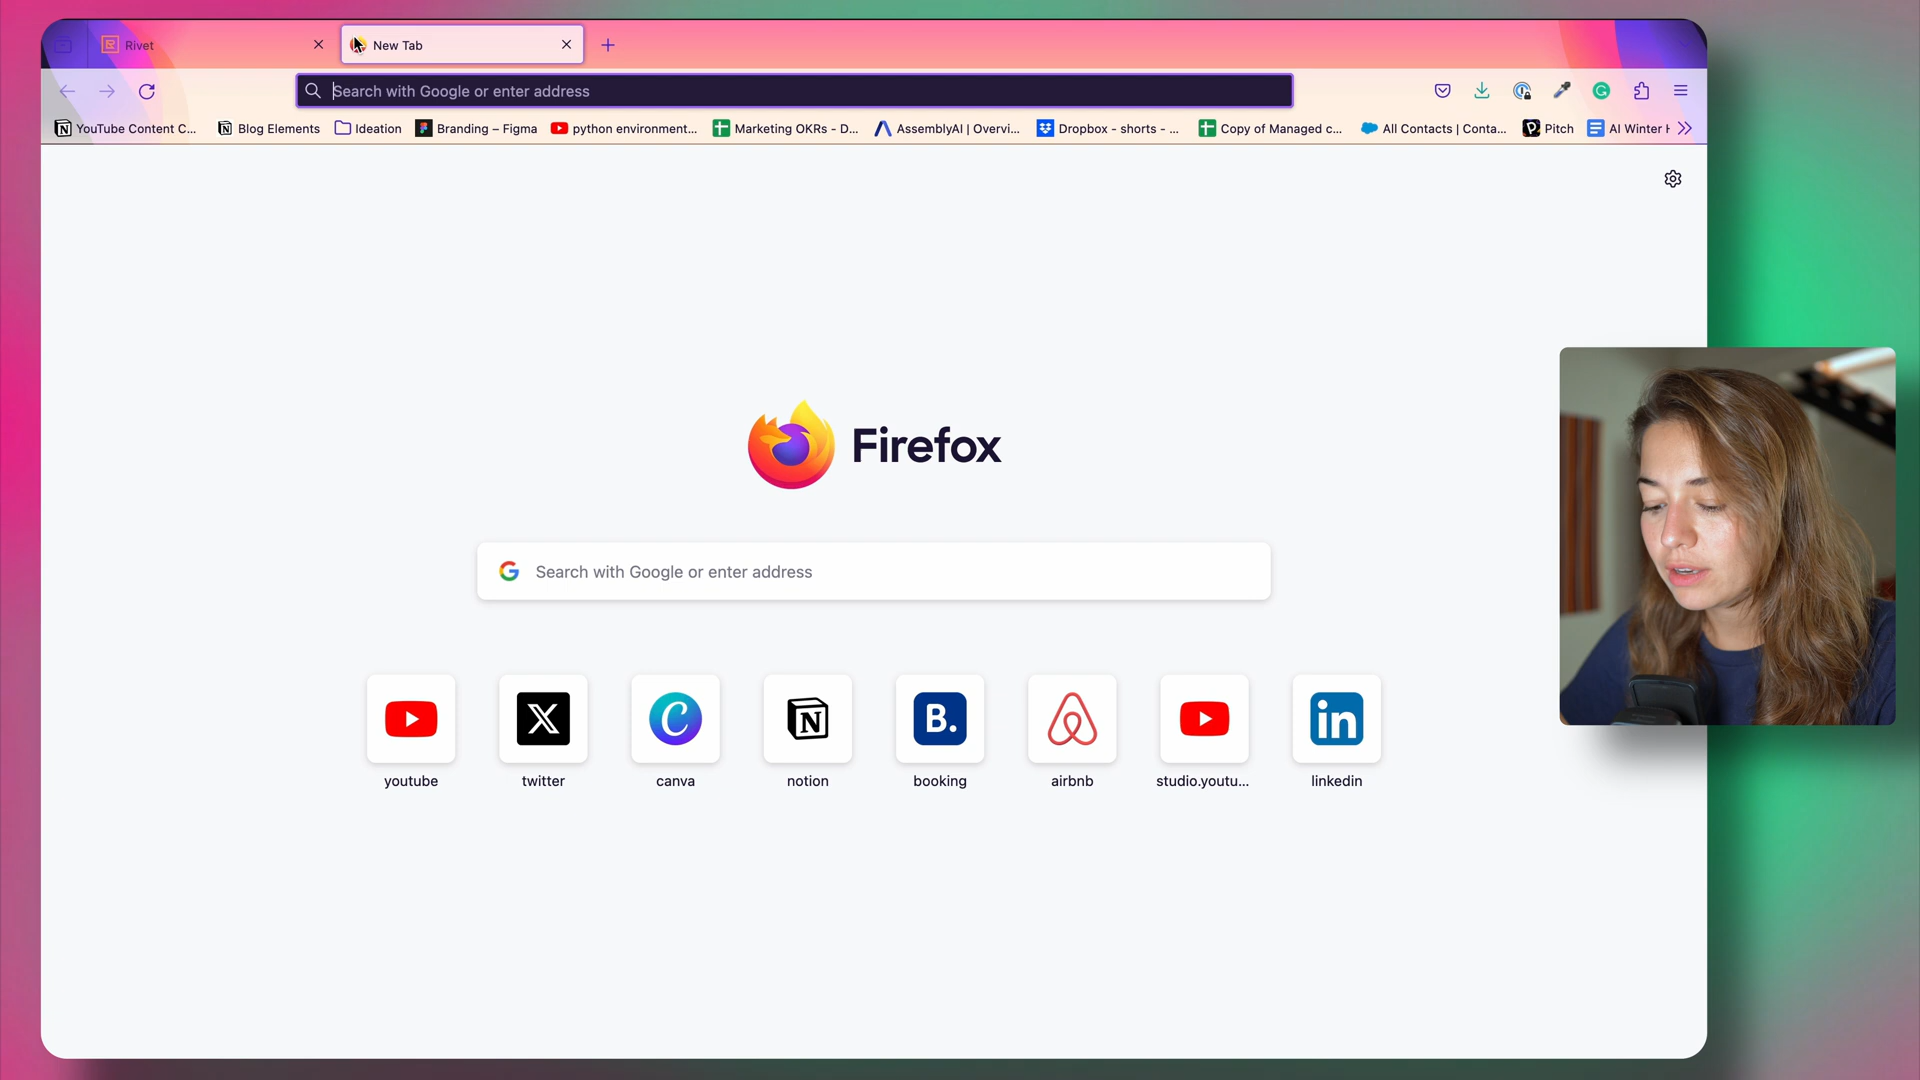 Rivet
New Tab
Search with Google or enter address
YouTube Content C...
Blog Elements
Ideation
Branding – Figma
python environment...
Marketing OKRs - D...
AssemblyAI | Overvi...
Dropbox - shorts - ...
Copy of Managed c...
All Contacts | Conta...
Pitch
AI Winter
Firefox
Search with Google or enter address
youtube
twitter
canva
notion
booking
airbnb
studio.youtu...
linkedin